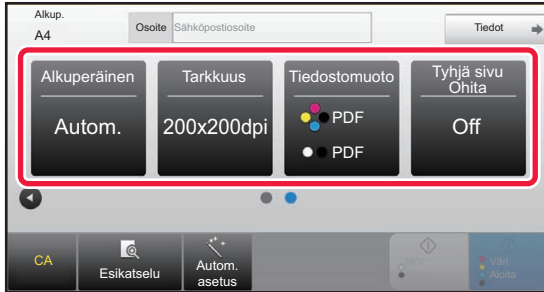 Alkup.
A4
Osoite Sähköpostiosoite
Tiedot
Alkuperäinen
Autom.
Tarkkuus
200x200dpi
Tiedostomuoto
PDF
PDF
Tyhjä sivu
Ohita
Off
CA
Esikatselu
Autom.
asetus
M/V
Väri
Aloita